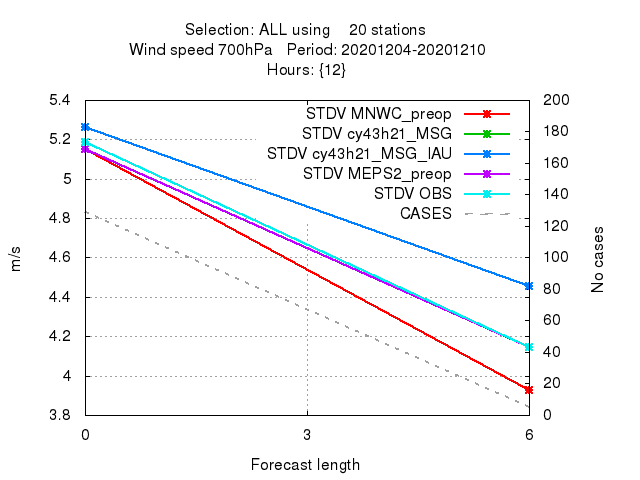 Selection: ALL using    20 stations
Wind speed 700hPa   Period: 20201204-20201210
Hours: {12}
5.4
5.2
5
4.8
4.6
4.4
4.2
4
3.8
200
180
160
140
120
100
80
60
40
20
0
STDV MNWC_preop
STDV cy43h21_MSG
STDV cy43h21_MSG_IAU
STDV MEPS2_preop
STDV OBS
CASES
m/s
No cases
0
3
6
Forecast length